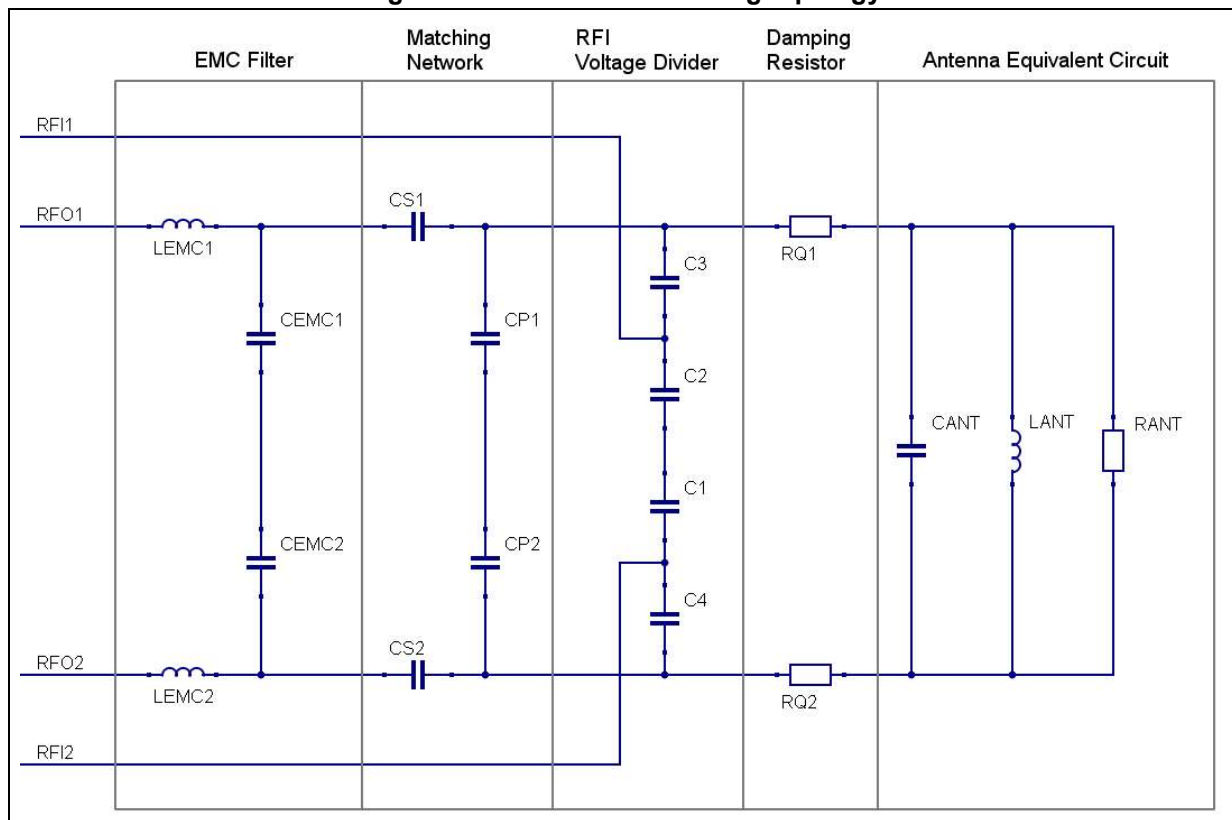 EMC Filter
Matching
Network
RFI
Voltage Divider
Damping
Resistor
Antenna Equivalent Circuit
RFI1
RFO1
LEMC1
CS1
RQ1
C3
CEMC1
CP1
C2
CANT
LANT
RANT
C1
CEMC2
CP2
C4
RFO2
LEMC2
CS2
RQ2
RFI2